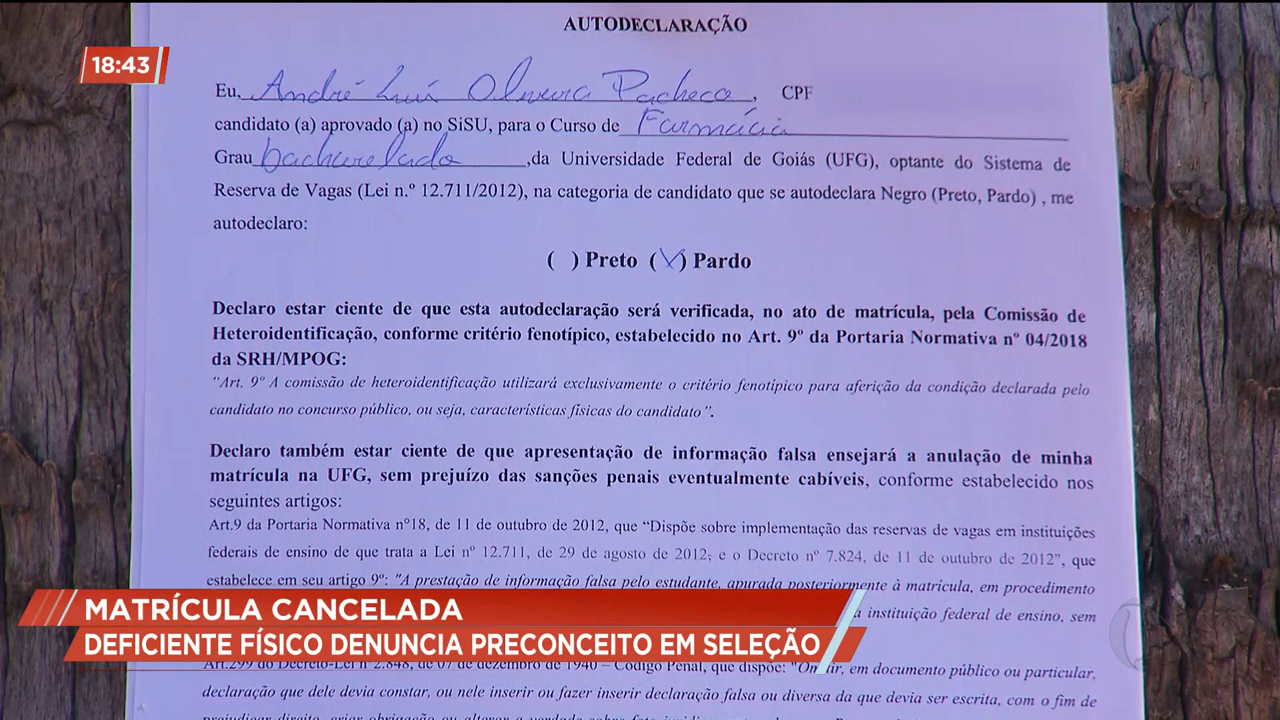 AUTODECLARAÇÃO
18:43
Eu, André Luís Oliveira Pacheco, CPF
candidato (a) aprovado (a) no SiSU, para o Curso de Farmácia
Grau bacharelado ,da Universidade Federal de Goiás (UFG), optante do Sistema de
Reserva de Vagas (Lei n.º 12.711/2012), na categoria de candidato que se autodeclara Negro (Preto, Pardo) , me
autodeclaro:
( ) Preto (X) Pardo
Declaro estar ciente de que esta autodeclaração será verificada, no ato de matrícula, pela Comissão de
Heteroidentificação, conforme critério fenotípico, estabelecido no Art. 9º da Portaria Normativa nº 04/2018
da SRH/MPOG:
"Art. 9º A comissão de heteroidentificação utilizará exclusivamente o critério fenotípico para aferição da condição declarada pelo
candidato no concurso público, ou seja, características físicas do candidato".
Declaro também estar ciente de que apresentação de informação falsa ensejará a anulação de minha
matrícula na UFG, sem prejuízo das sanções penais eventualmente cabíveis, conforme estabelecido nos
seguintes artigos:
Art.9 da Portaria Normativa nº18, de 11 de outubro de 2012, que “Dispõe sobre implementação das reservas de vagas em instituições
federais de ensino de que trata a Lei nº 12.711, de 29 de agosto de 2012, e o Decreto nº 7.824, de 11 de outubro de 2012", que
estabelece em seu artigo 9º: "A prestação de informação falsa pelo estudante, apurada posteriormente à matrícula, em procedimento
a instituição federal de ensino, sem
MATRÍCULA CANCELADA
DEFICIENTE FÍSICO DENUNCIA PRECONCEITO EM SELEÇÃO
Art.299 do Decreto-Lei nº 2.848, de 07 de dezembro de 1940 – Código Penal, que dispõe: "Omitir, em documento público ou particular,
declaração que dele devia constar, ou nele inserir ou fazer inserir declaração falsa ou diversa da que devia ser escrita, com o fim de